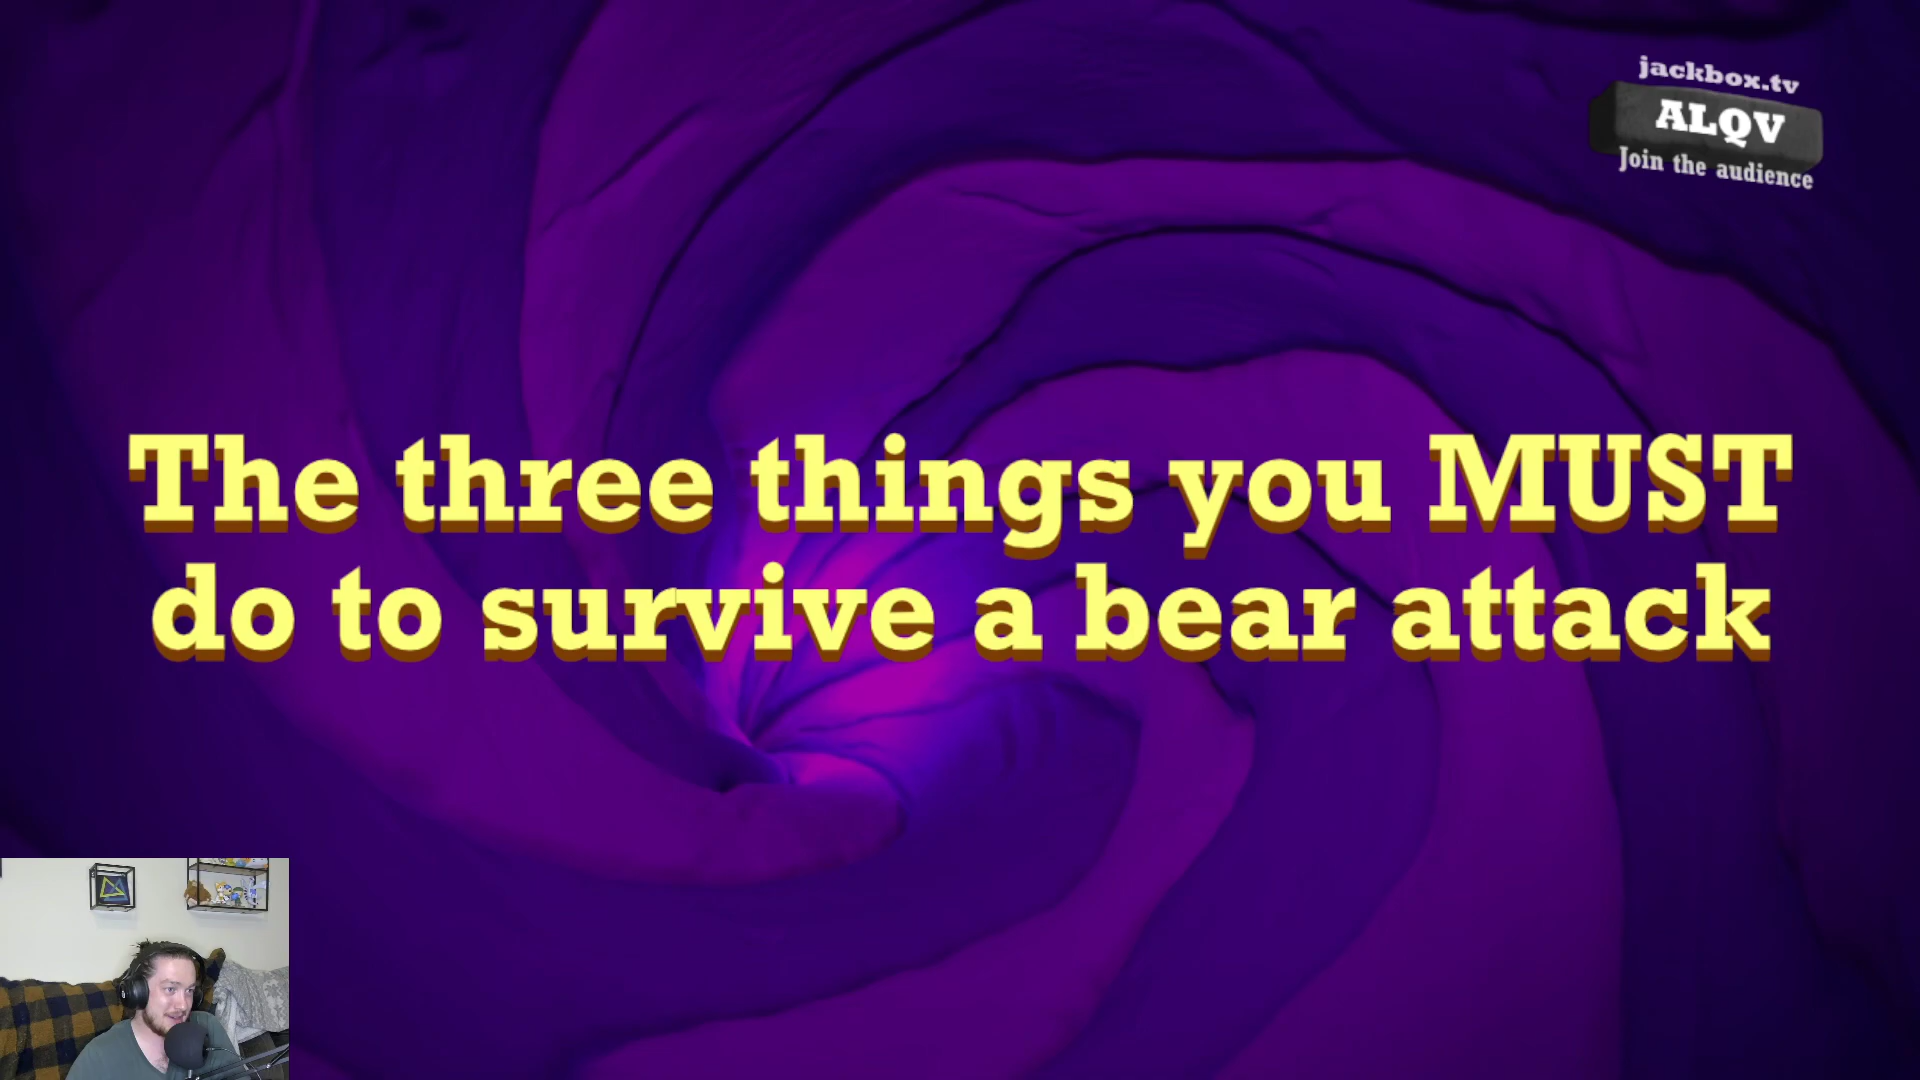 jackbox.tv
ALQV
Join the audience
The three things you MUST
do to survive a bear attack